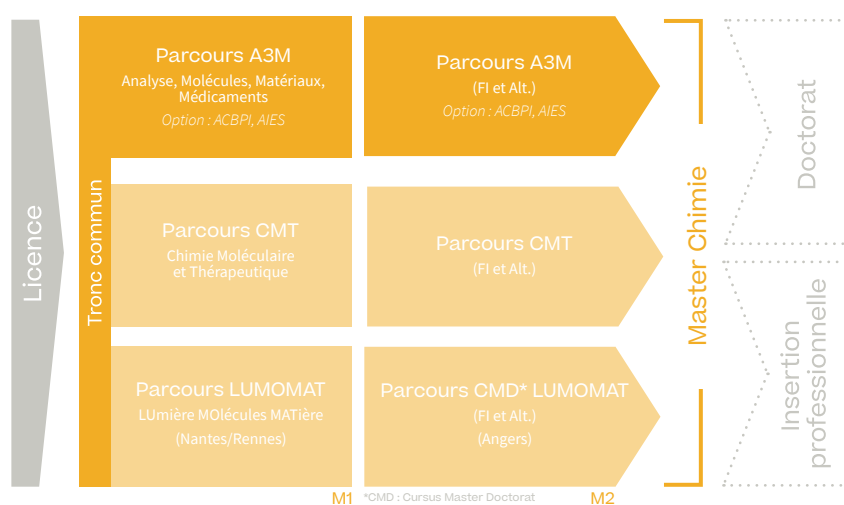 Licence
Tronc commun
Parcours A3M
Analyse, Molécules, Matériaux,
Médicaments
Option : ACBPI, AIES
Parcours A3M
(FI et Alt.)
Option : ACBPI, AIES
Parcours CMT
Chimie Moléculaire
et Thérapeutique
Parcours CMT
(FI et Alt.)
Parcours LUMOMAT
LUmière MOlécules MATière
(Nantes/Rennes)
Parcours CMD* LUMOMAT
(FI et Alt.)
(Angers)
M1
*CMD : Cursus Master Doctorat
M2
Master Chimie
Doctorat
Insertion
professionnelle